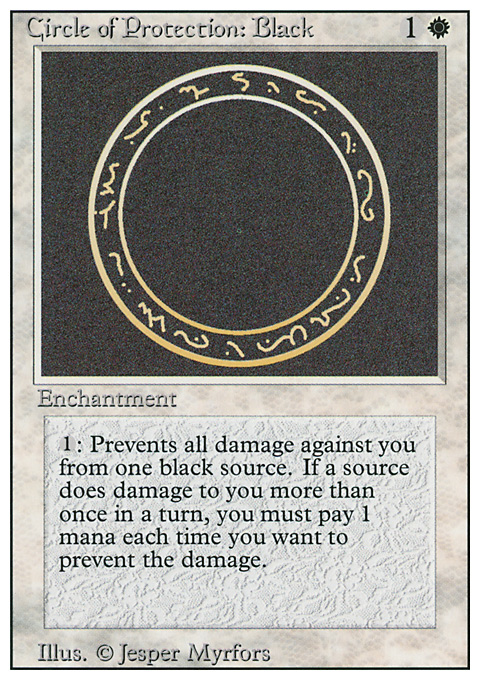 Circle of Protection: Black 1
Enchantment
1: Prevents all damage against you
from one black source. If a source
does damage to you more than
once in a turn, you must pay 1
mana each time you want to
prevent the damage.
Illus. © Jesper Myrfors